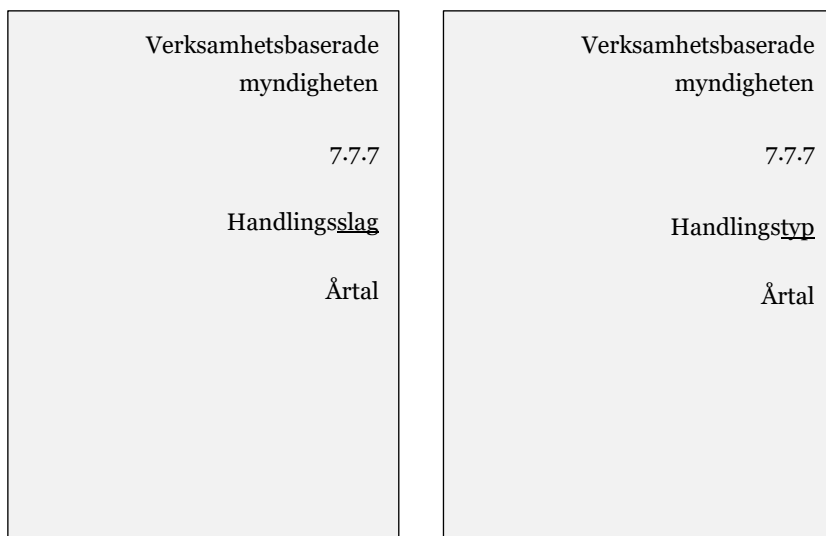 Verksamhetsbaserade
myndigheten
7.7.7
Handlingsslag
Årtal
Verksamhetsbaserade
myndigheten
7.7.7
Handlingstyp
Årtal